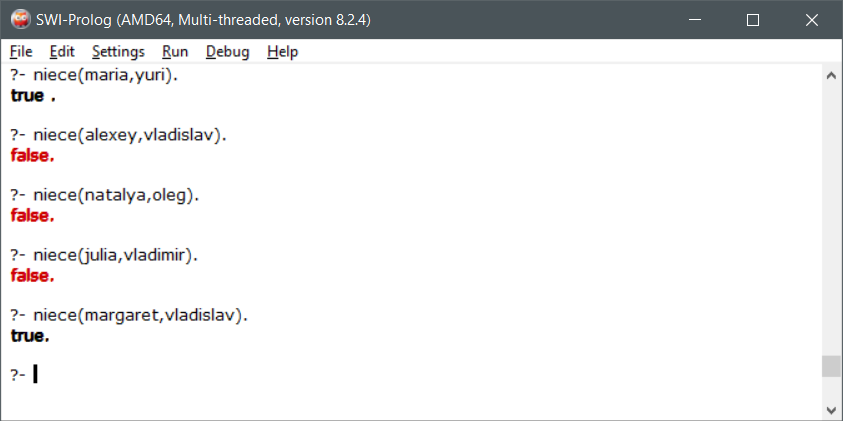 SWI-Prolog (AMD64, Multi-threaded, version 8.2.4)
File Edit Settings Run Debug Help
?- niece(maria,yuri).
true .
?- niece(alexey,vladislav).
false.
?- niece(natalya,oleg).
false.
?- niece(julia,vladimir).
false.
?- niece(margaret,vladislav).
true.
?-